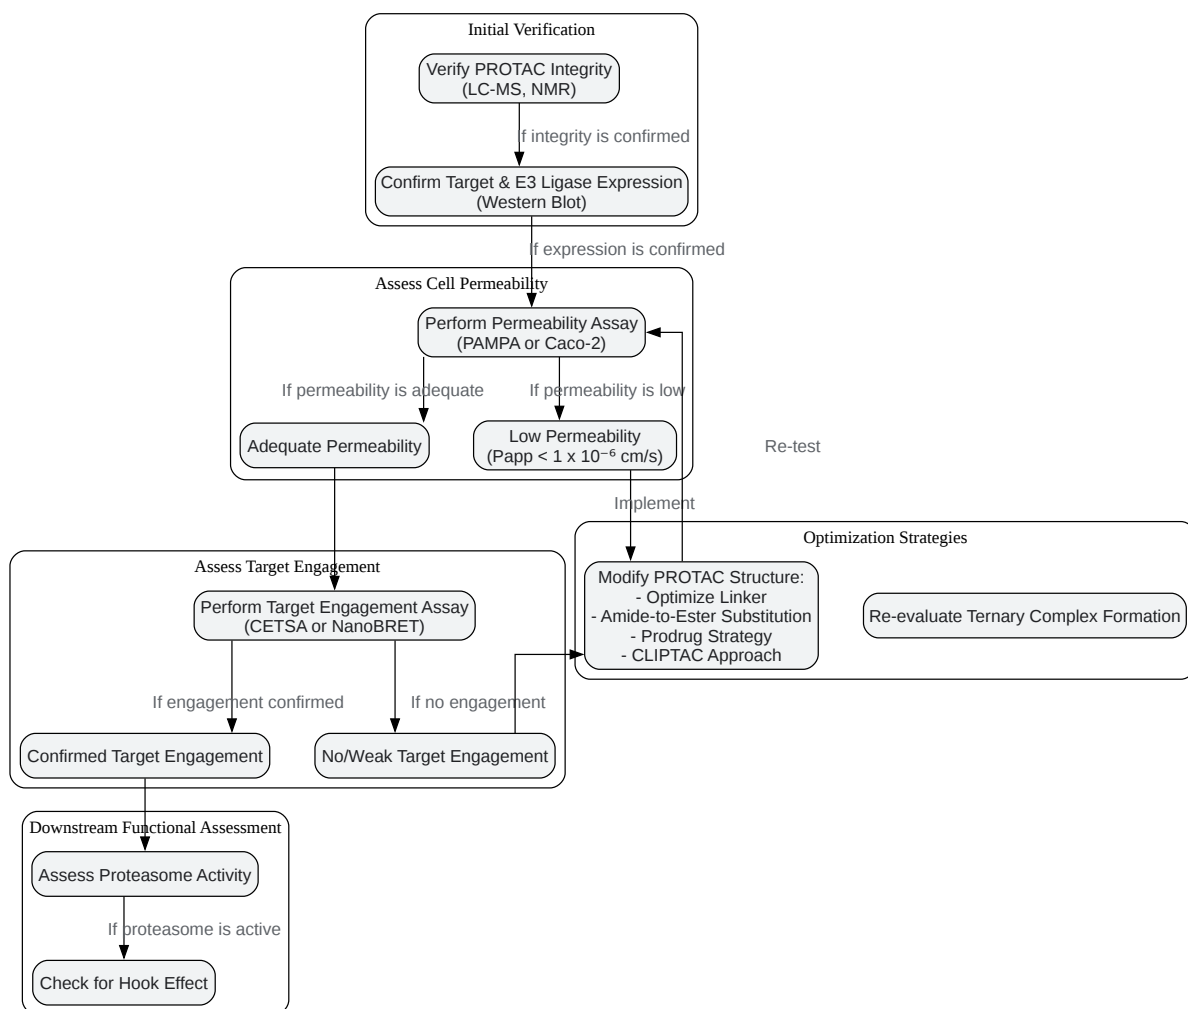 Initial Verification
Verify PROTAC Integrity
(LC-MS, NMR)
If integrity is confirmed
Confirm Target & E3 Ligase Expression
(Western Blot)
If expression is confirmed
Assess Cell Permeability
Perform Permeability Assay
(PAMPA or Caco-2)
If permeability is adequate
If permeability is low
Adequate Permeability
Low Permeability
(Papp < 1 x 10⁻⁶ cm/s)
Re-test
Implement
Optimization Strategies
Modify PROTAC Structure:
- Optimize Linker
- Amide-to-Ester Substitution
- Prodrug Strategy
- CLIPTAC Approach
Re-evaluate Ternary Complex Formation
Assess Target Engagement
Perform Target Engagement Assay
(CETSA or NanoBRET)
If engagement confirmed
If no engagement
Confirmed Target Engagement
No/Weak Target Engagement
Downstream Functional Assessment
Assess Proteasome Activity
If proteasome is active
Check for Hook Effect